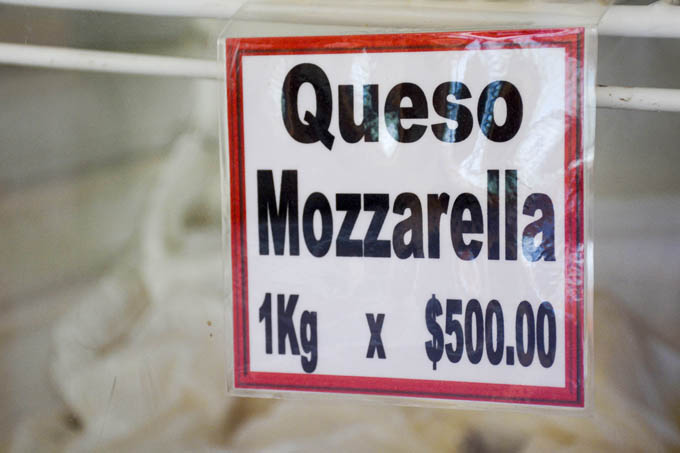 Queso
Mozzarella
1Kg x $500.00